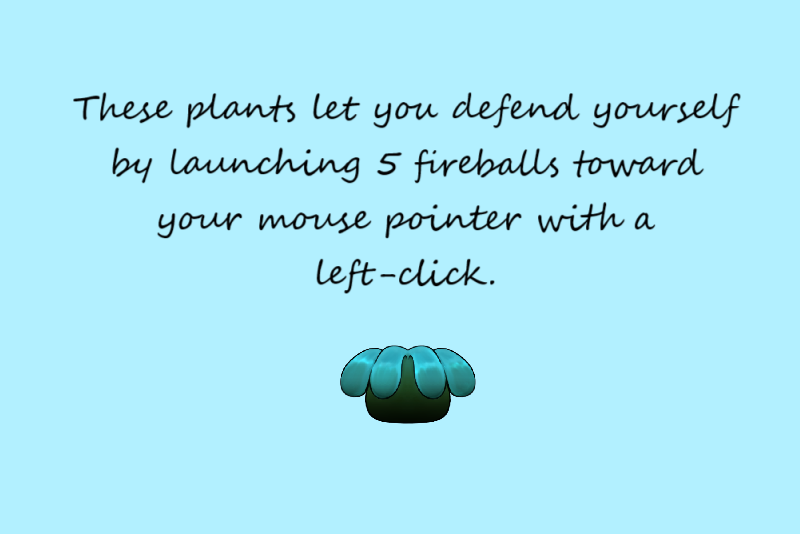 These plants let you defend yourself
by launching 5 fireballs toward
your mouse pointer with a
left-click.